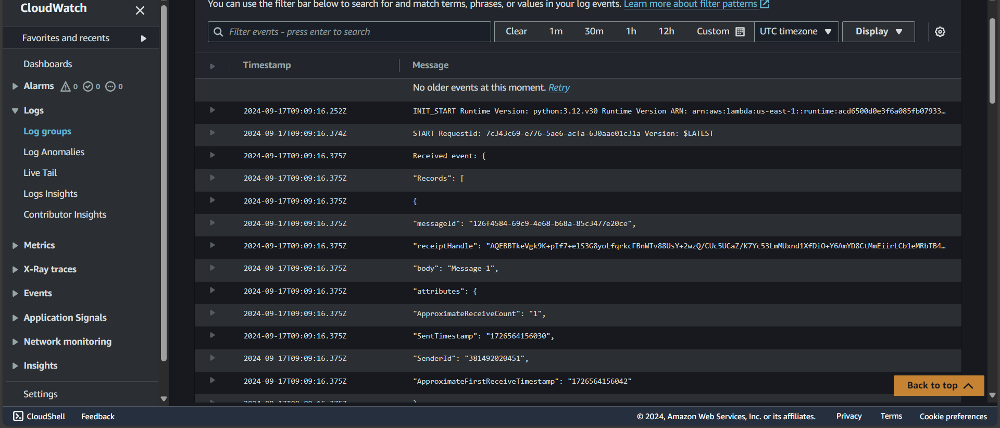 CloudWatch
Favorites and recents
Dashboards
Alarms 0 0 0
Logs
Log groups
Log Anomalies
Live Tail
Logs Insights
Contributor Insights
Metrics
X-Ray traces
Events
Application Signals
Network monitoring
Insights
Settings
You can use the filter bar below to search for and match terms, phrases, or values in your log events. Learn more about filter patterns
Filter events - press enter to search
Clear 1m 30m 1h 12h Custom UTC timezone Display
Timestamp Message
No older events at this moment. Retry
2024-09-17T09:09:16.252Z INIT_START Runtime Version: python:3.12.v30 Runtime Version ARN: arn:aws:lambda:us-east-1::runtime:acd6500d0e3f6a085fb07933…
2024-09-17T09:09:16.374Z START RequestId: 7c343c69-e776-5ae6-acfa-630aae01c31a Version: $LATEST
2024-09-17T09:09:16.375Z Received event: {
2024-09-17T09:09:16.375Z "Records": [
2024-09-17T09:09:16.375Z {
2024-09-17T09:09:16.375Z "messageId": "126f4584-69c9-4e68-b68a-85c3477e20ce",
2024-09-17T09:09:16.375Z "receiptHandle": "AQEBBTkeVgk9K+pIf7+elS3G8yoLfqrkcFBnWTv88UsY+2wzQ/CUc5UCaZ/K7Yc53LmMUxnd1XfDiO+Y6AmYD8CtMmEiirLCb1eMRbTB4…
2024-09-17T09:09:16.375Z "body": "Message-1",
2024-09-17T09:09:16.375Z "attributes": {
2024-09-17T09:09:16.375Z "ApproximateReceiveCount": "1",
2024-09-17T09:09:16.375Z "SentTimestamp": "1726564156030",
2024-09-17T09:09:16.375Z "SenderId": "381492020451",
2024-09-17T09:09:16.375Z "ApproximateFirstReceiveTimestamp": "1726564156042"
2024-09-17T09:09:16.375Z }
Back to top
CloudShell Feedback © 2024, Amazon Web Services, Inc. or its affiliates. Privacy Terms Cookie preferences